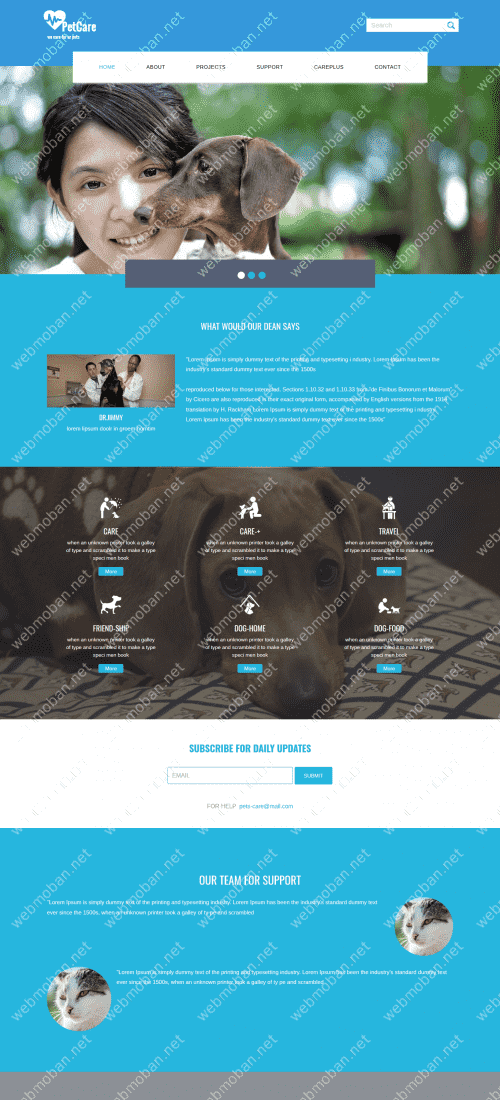 PetCare
we care for ur pets
Search
HOME ABOUT PROJECTS SUPPORT CAREPLUS CONTACT
WHAT WOULD OUR DEAN SAYS
"Lorem Ipsum is simply dummy text of the printing and typesetting i ndustry. Lorem Ipsum has been the
industry's standard dummy text ever since the 1500s
reproduced below for those interested. Sections 1.10.32 and 1.10.33 from "de Finibus Bonorum et Malorum"
by Cicero are also reproduced in their exact original form, accompanied by English versions from the 1914
translation by H. Rackham. Lorem Ipsum is simply dummy text of the printing and typesetting i ndustry.
Lorem Ipsum has been the industry's standard dummy text ever since the 1500s"
DR.BMMY
lorem lipsum dook in green hombm
CARE
when an unknown printer took a galley
of type and scrambled it to make a type
speci men book
More
CARE-+
when an unknown printer took a galley
of type and scrambled it to make a type
speci men book
More
TRAVEL
when an unknown printer took a galley
of type and scrambled it to make a type
speci men book
More
FRIEND-SHIP
when an unknown printer took a galley
of type and scrambled it to make a type
speci men book
More
DOG-HOME
when an unknown printer took a galley
of type and scrambled it to make a type
speci men book
More
DOG-FOOD
when an unknown printer took a galley
of type and scrambled it to make a type
speci men book
More
SUBSCRIBE FOR DAILY UPDATES
EMAIL
SUBMIT
FOR HELP pets-care@mail.com
OUR TEAM FOR SUPPORT
"Lorem Ipsum is simply dummy text of the printing and typesetting industry. Lorem Ipsum has been the industry's standard dummy text
ever since the 1500s, when an unknown printer took a galley of ty pe and scrambled
"Lorem Ipsum is simply dummy text of the printing and typesetting industry. Lorem Ipsum has been the industry's standard dummy text
ever since the 1500s, when an unknown printer took a galley of ty pe and scrambled
webmoban.net